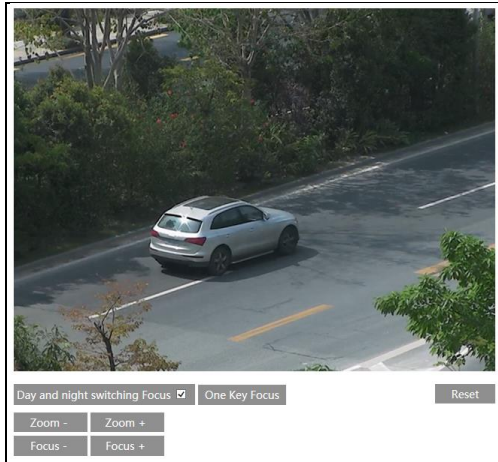 Day and night switching Focus One Key Focus Reset
Zoom - Zoom +
Focus - Focus +